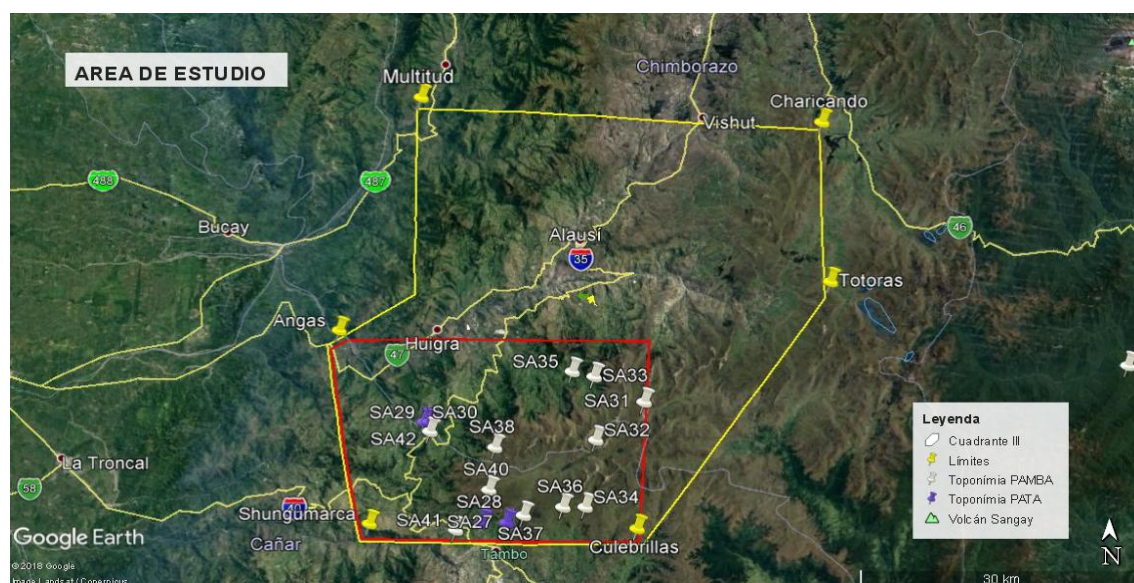 AREA DE ESTUDIO
Multitud
Chimborazo
Charicando
Vishut
488
487
Bucay
46
Alausí
35
Totoras
Angas
Huigra
47
SA35
SA33
SA31
SA29
SA30
SA38
SA42
SA32
La Troncal
SA40
58
SA28
SA36
SA34
40
Shungumarca
SA41
SA27
SA37
Culebrillas
Cañar
Tambo
Leyenda
Cuadrante III
Límites
Toponímia PAMBA
Toponímia PATA
Volcán Sangay
Google Earth
N
©2018 Google
Image Landsat / Copernicus
30 km